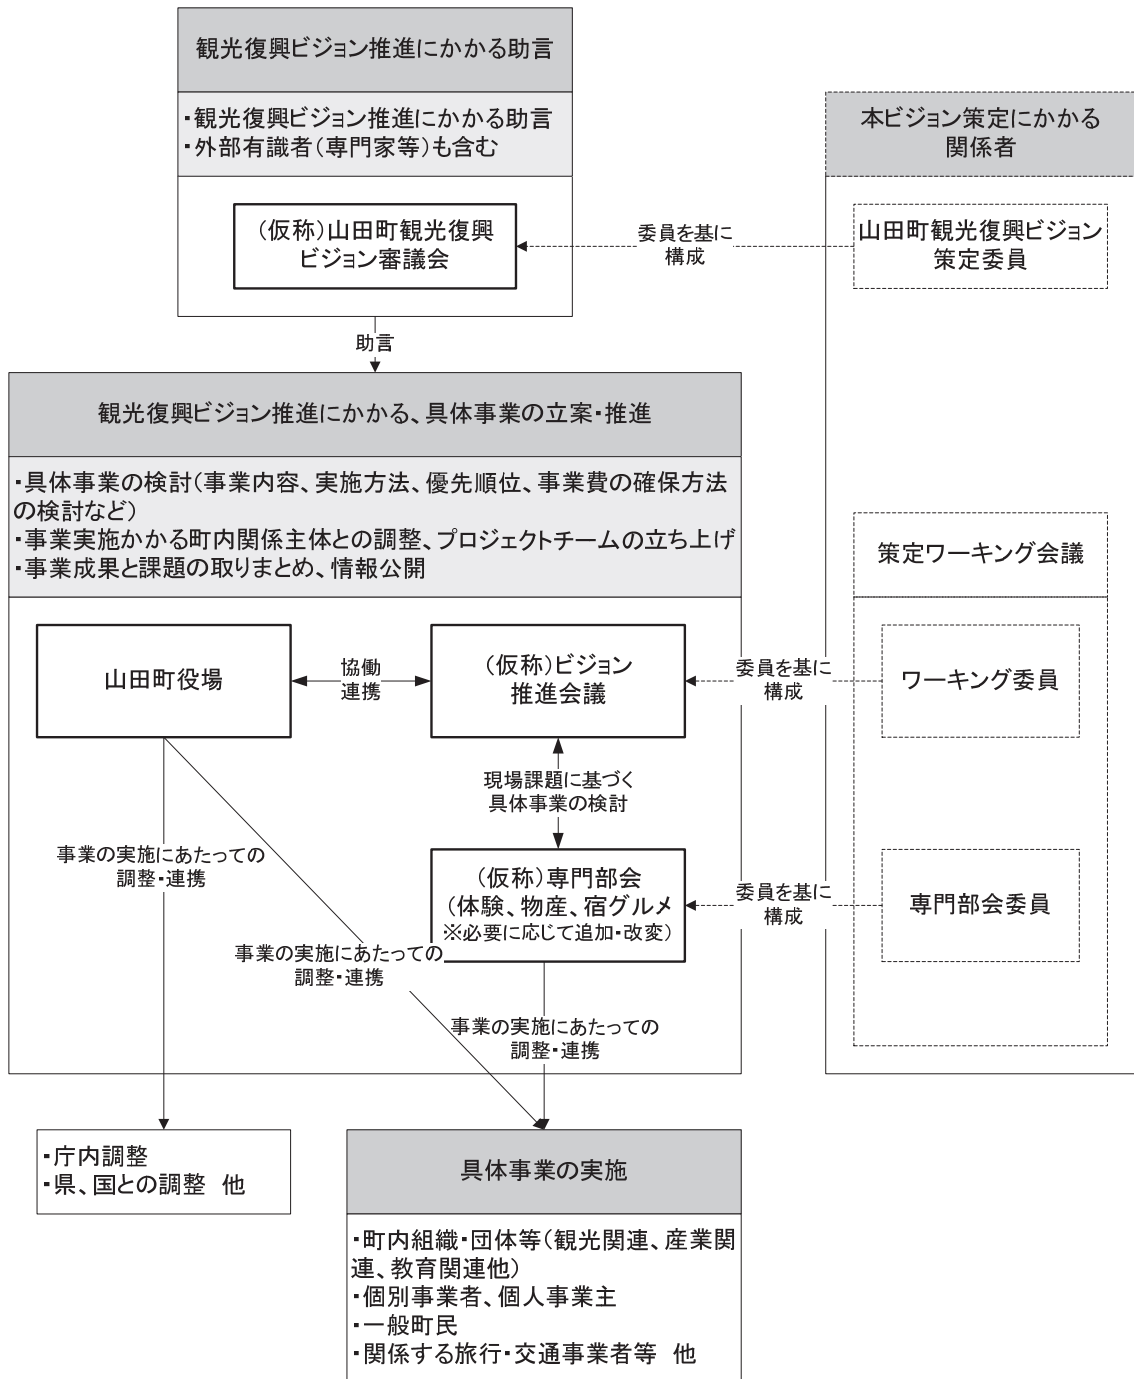 観光復興ビジョン推進にかかる助言
・観光復興ビジョン推進にかかる助言
・外部有識者（専門家等）も含む
（仮称）山田町観光復興
ビジョン審議会
委員を基に
構成
本ビジョン策定にかかる
関係者
山田町観光復興ビジョン
策定委員
助言
観光復興ビジョン推進にかかる、具体事業の立案・推進
・具体事業の検討（事業内容、実施方法、優先順位、事業費の確保方法
の検討など）
・事業実施かかる町内関係主体との調整、プロジェクトチームの立ち上げ
・事業成果と課題の取りまとめ、情報公開
山田町役場
協働
連携
（仮称）ビジョン
推進会議
委員を基に
構成
策定ワーキング会議
ワーキング委員
現場課題に基づく
具体事業の検討
（仮称）専門部会
（体験、物産、宿グルメ
※必要に応じて追加・改変）
委員を基に
構成
専門部会委員
事業の実施にあたっての
調整・連携
事業の実施にあたっての
調整・連携
事業の実施にあたっての
調整・連携
・庁内調整
・県、国との調整　他
具体事業の実施
・町内組織・団体等（観光関連、産業関
連、教育関連他）
・個別事業者、個人事業主
・一般町民
・関係する旅行・交通事業者等　他